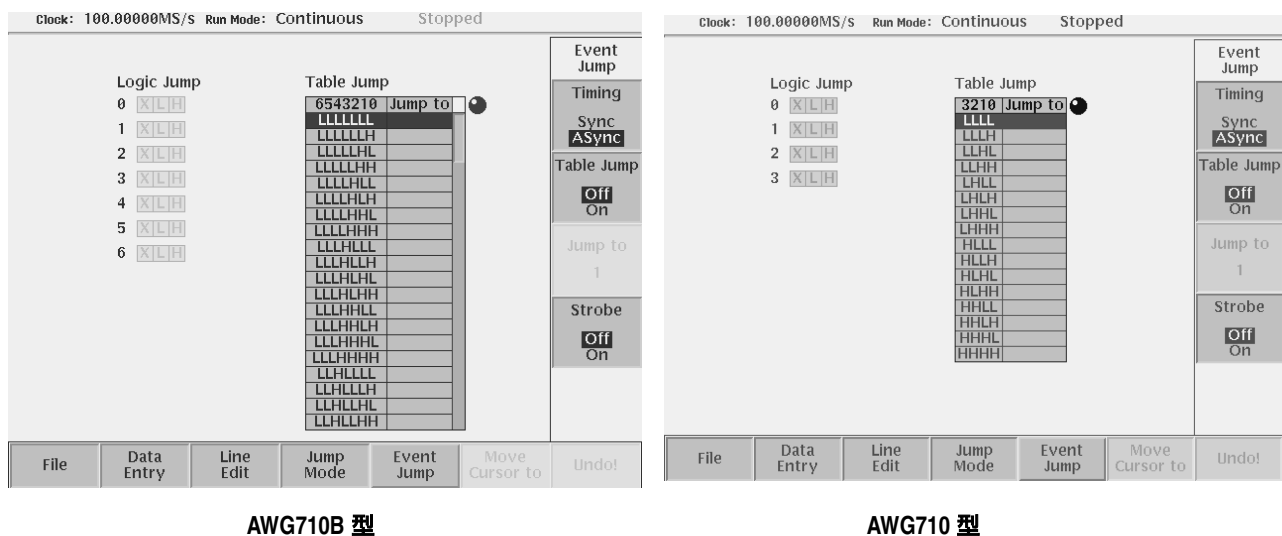 Clock: 100.00000MS/s Run Mode: Continuous Stopped
Event
Jump
Logic Jump
0 X L H
1 X L H
2 X L H
3 X L H
4 X L H
5 X L H
6 X L H
Table Jump
6543210 Jump to
LLLLLLL
LLLLLLH
LLLLLHL
LLLLLHH
LLLLHLL
LLLLHLH
LLLLHHL
LLLLHHH
LLLHLLL
LLLHLLH
LLLHLHL
LLLHLHH
LLLHHLL
LLLHHLH
LLLHHHL
LLLHHHH
LLHLLLL
LLHLLLH
LLHLLHL
LLHLLHH
Timing
Sync
ASync
Table Jump
Off
On
Jump to
1
Strobe
Off
On
File
Data
Entry
Line
Edit
Jump
Mode
Event
Jump
Move
Cursor to
Undo!
AWG710B 型
Clock: 100.00000MS/s Run Mode: Continuous Stopped
Event
Jump
Logic Jump
0 X L H
1 X L H
2 X L H
3 X L H
Table Jump
3210 Jump to
LLLL
LLLH
LLHL
LLHH
LHLL
LHLH
LHHL
LHHH
HLLL
HLLH
HLHL
HLHH
HHLL
HHLH
HHHL
HHHH
Timing
Sync
ASync
Table Jump
Off
On
Jump to
1
Strobe
Off
On
File
Data
Entry
Line
Edit
Jump
Mode
Event
Jump
Move
Cursor to
Undo!
AWG710 型